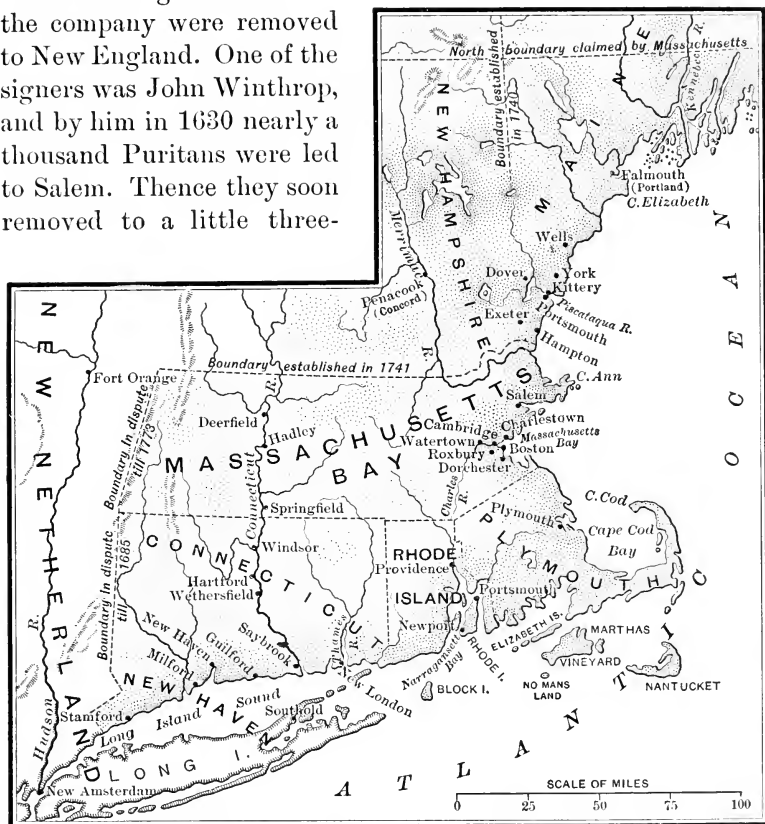 the company were removed
to New England. One of the
signers was John Winthrop,
and by him in 1630 nearly a
thousand Puritans were led
to Salem. Thence they soon
removed to a little three-
North boundary claimed by Massachusetts
Boundary established
in 1740
NEW HAMPSHIRE
MAINE
Kennebec R.
Falmouth
(Portland)
C. Elizabeth
Merrimac
R.
Wells
Dover
York
Kittery
Penacook
(Concord)
Exeter
Piscataqua R.
Portsmouth
Hampton
NEW NETHERLAND
Fort Orange
Boundary established in 1741
Boundary In dispute
till 1773
C. Ann
Salem
Deerfield
Hadley
Connecticut
R.
MASSACHUSETTS
BAY
Cambridge
Charlestown
Watertown
Massachusetts
Bay
Roxbury
Boston
Dorchester
Charles
R.
Springfield
C. Cod
Plymouth
Cape Cod
Bay
PLYMOUTH
Boundary In dispute
till 1685
CONNECTICUT
Windsor
Hartford
Wethersfield
RHODE
Providence
ISLAND
Portsmouth
Newport
New Haven
Guilford
Saybrook
Milford
Thames
R.
New London
Narragansett
Bay
RHODE I.
ELIZABETH IS.
MARTHAS
VINEYARD
NO MANS
LAND
NANTUCKET
BLOCK I.
NEW HAVEN
Stamford
Long Island Sound
Southold
LONG I.
Hudson
R.
New Amsterdam
ATLANTIC OCEAN
SCALE OF MILES
0 25 50 75 100